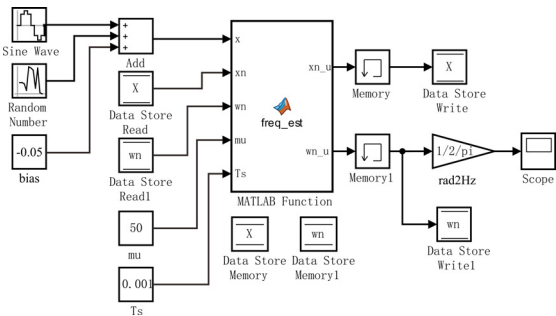 Sine Wave
+
+
+
Add
Random
Number
-0.05
bias
X
Data Store
Read
wn
Data Store
Read1
50
mu
0.001
Ts
x
xn
wn
mu
Ts
freq_est
xn_u
wn_u
MATLAB Function
X
Data Store
Memory
wn
Data Store
Memory1
Memory
X
Data Store
Write
Memory1
1/2/pi
rad2Hz
Scope
wn
Data Store
Write1